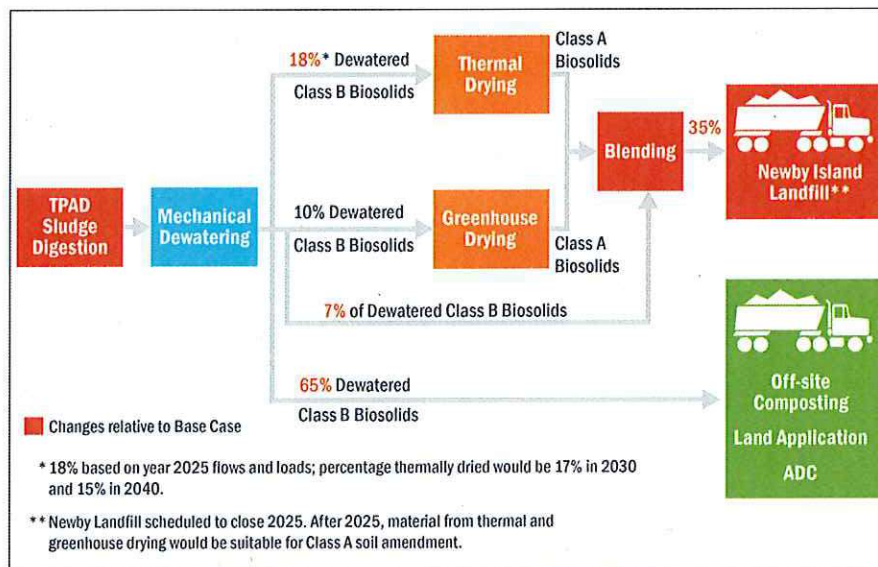 18%* Dewatered
Class B Biosolids
Thermal
Drying
Class A
Biosolids
TPAD
Sludge
Digestion
Mechanical
Dewatering
10% Dewatered
Class B Biosolids
Greenhouse
Drying
Class A
Biosolids
Blending
35%
Newby Island
Landfill**
7% of Dewatered Class B Biosolids
65% Dewatered
Class B Biosolids
Off-site
Composting
Land Application
ADC
Changes relative to Base Case
* 18% based on year 2025 flows and loads; percentage thermally dried would be 17% in 2030
and 15% in 2040.
** Newby Landfill scheduled to close 2025. After 2025, material from thermal and
greenhouse drying would be suitable for Class A soil amendment.